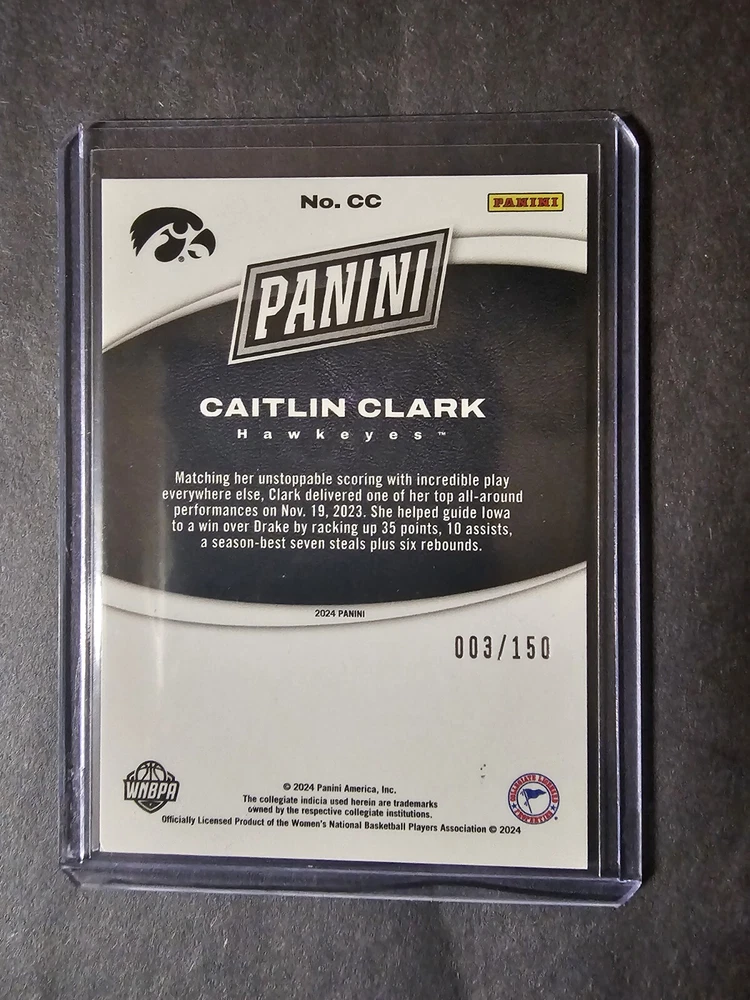 No. CC
PANINI
PANINI
CAITLIN CLARK
Hawkeyes™
Matching her unstoppable scoring with incredible play
everywhere else, Clark delivered one of her top all-around
performances on Nov. 19, 2023. She helped guide Iowa
to a win over Drake by racking up 35 points, 10 assists,
a season-best seven steals plus six rebounds.
2024 PANINI
003/150
WNBPA
© 2024 Panini America, Inc.
The collegiate indicia used herein are trademarks
owned by the respective collegiate institutions.
Officially Licensed Product of the Women's National Basketball Players Association © 2024
COLLEGIATE LICENSED PROPERTIES